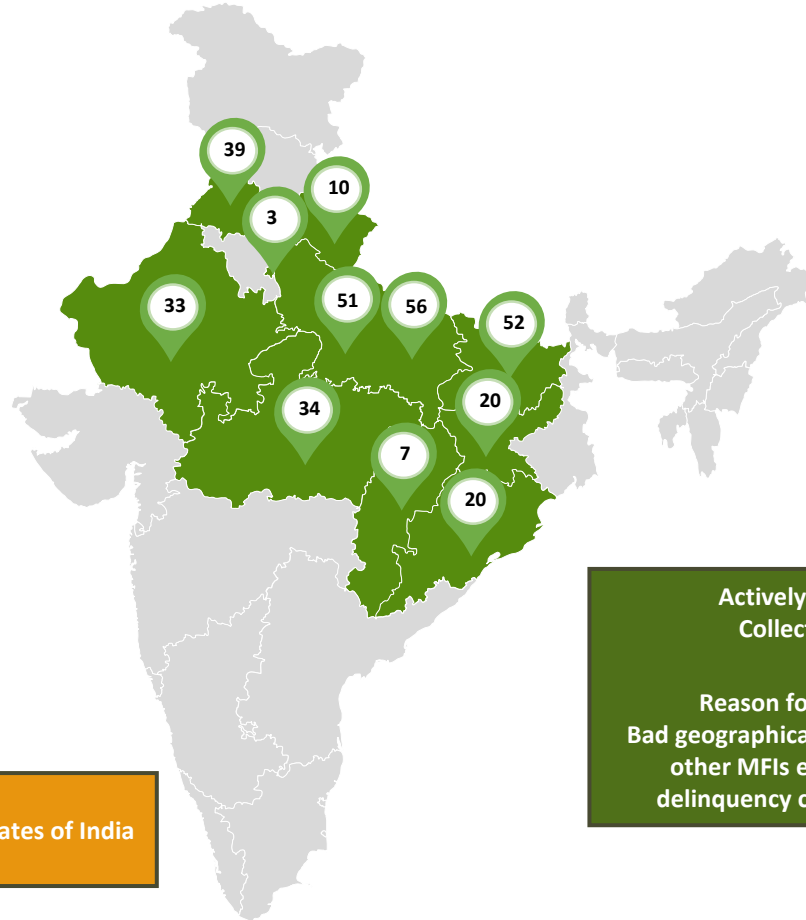 39
10
3
33
51
56
52
34
20
7
20
Actively
Collect
Reason fo
Bad geographica
other MFIs e
delinquency c
ates of India